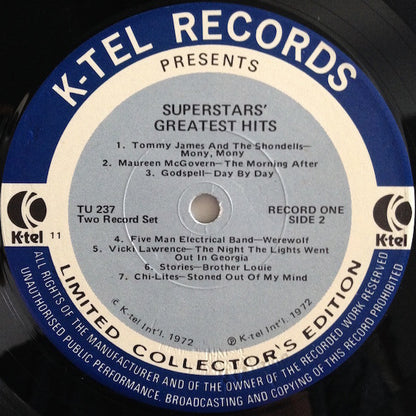 K-TEL RECORDS
PRESENTS
SUPERSTARS'
GREATEST HITS
1. Tommy James And The Shondells—
Mony, Mony
2. Maureen McGovern—The Morning After
3. Godspell—Day By Day
TU 237
Two Record Set
RECORD ONE
SIDE 2
K-tel 11
K-tel
4. Five Man Electrical Band—Werewolf
5. Vicki Lawrence—The Night The Lights Went
Out In Georgia
6. Stories—Brother Louie
7. Chi-Lites—Stoned Out Of My Mind
© K-tel Int'l. 1972
℗ K-tel Int'l. 1972
LIMITED COLLECTOR'S EDITION
ALL RIGHTS OF THE MANUFACTURER AND OF THE OWNER OF THE RECORDED WORK RESERVED
UNAUTHORISED PUBLIC PERFORMANCE, BROADCASTING AND COPYING OF THIS RECORD PROHIBITED